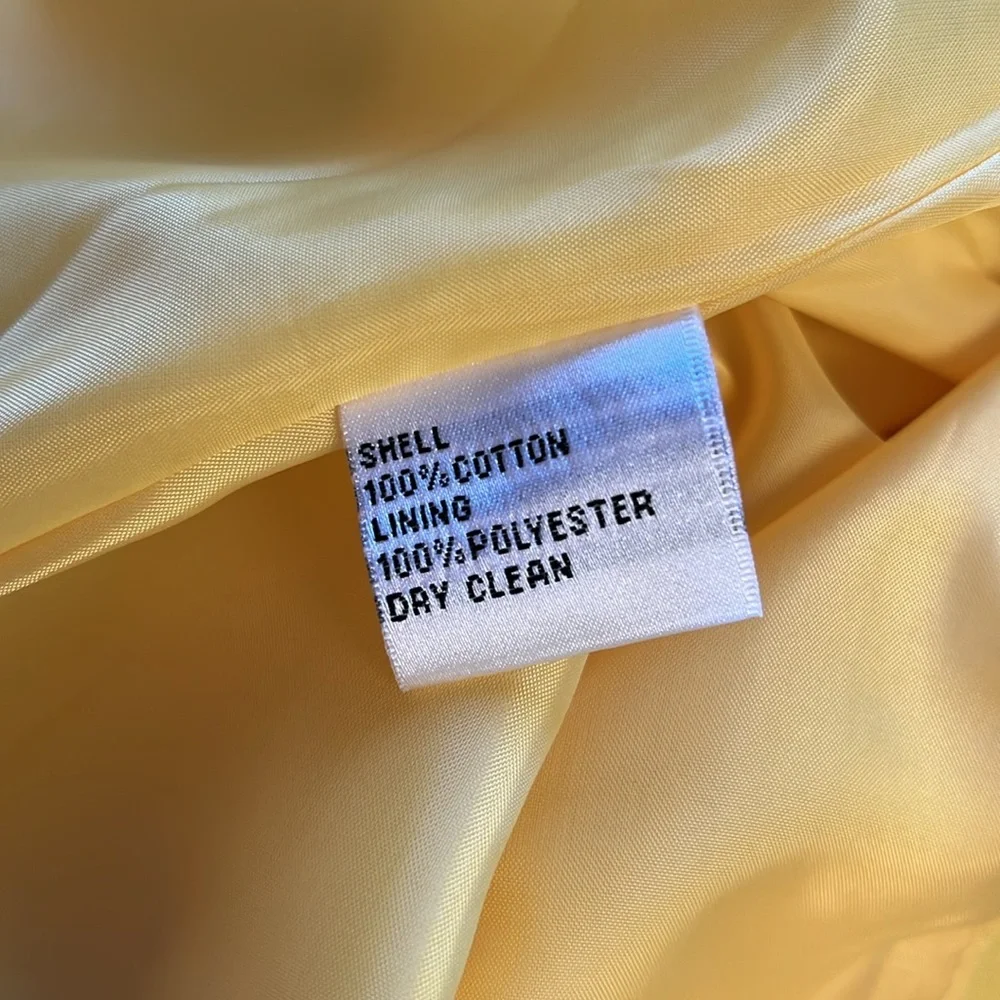 SHELL
100%COTTON
LINING
100%POLYESTER
DRY CLEAN